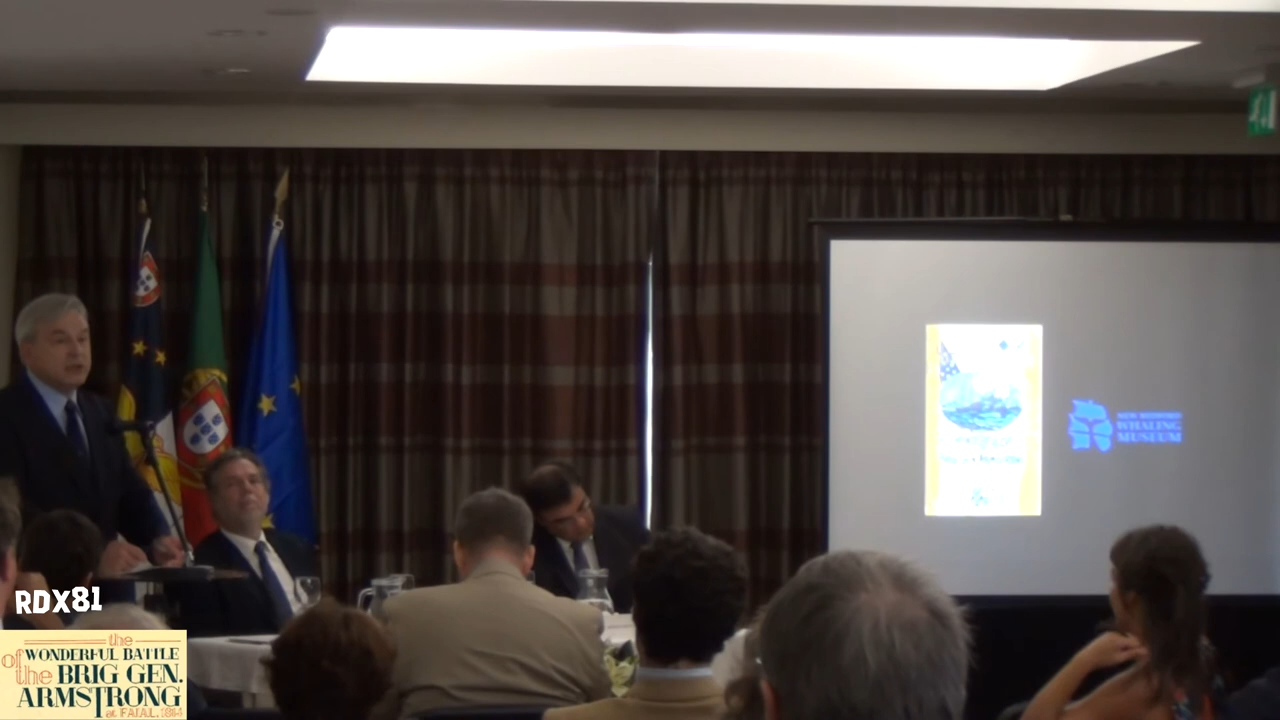 NEW BEDFORD
WHALING
MUSEUM
RDX81
the
of WONDERFUL BATTLE
the BRIG GEN.
ARMSTRONG
at FAIAL. 1814